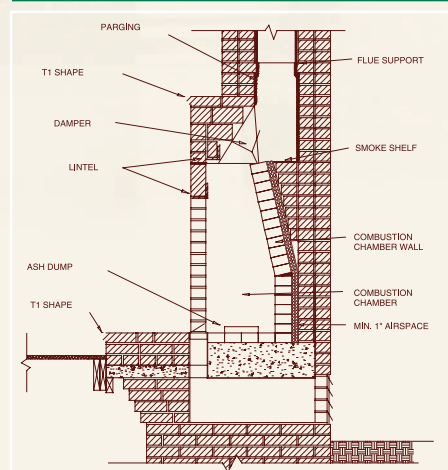 PARGING
FLUE SUPPORT
T1 SHAPE
DAMPER
SMOKE SHELF
LINTEL
COMBUSTION
CHAMBER WALL
ASH DUMP
COMBUSTION
CHAMBER
T1 SHAPE
MIN. 1" AIRSPACE